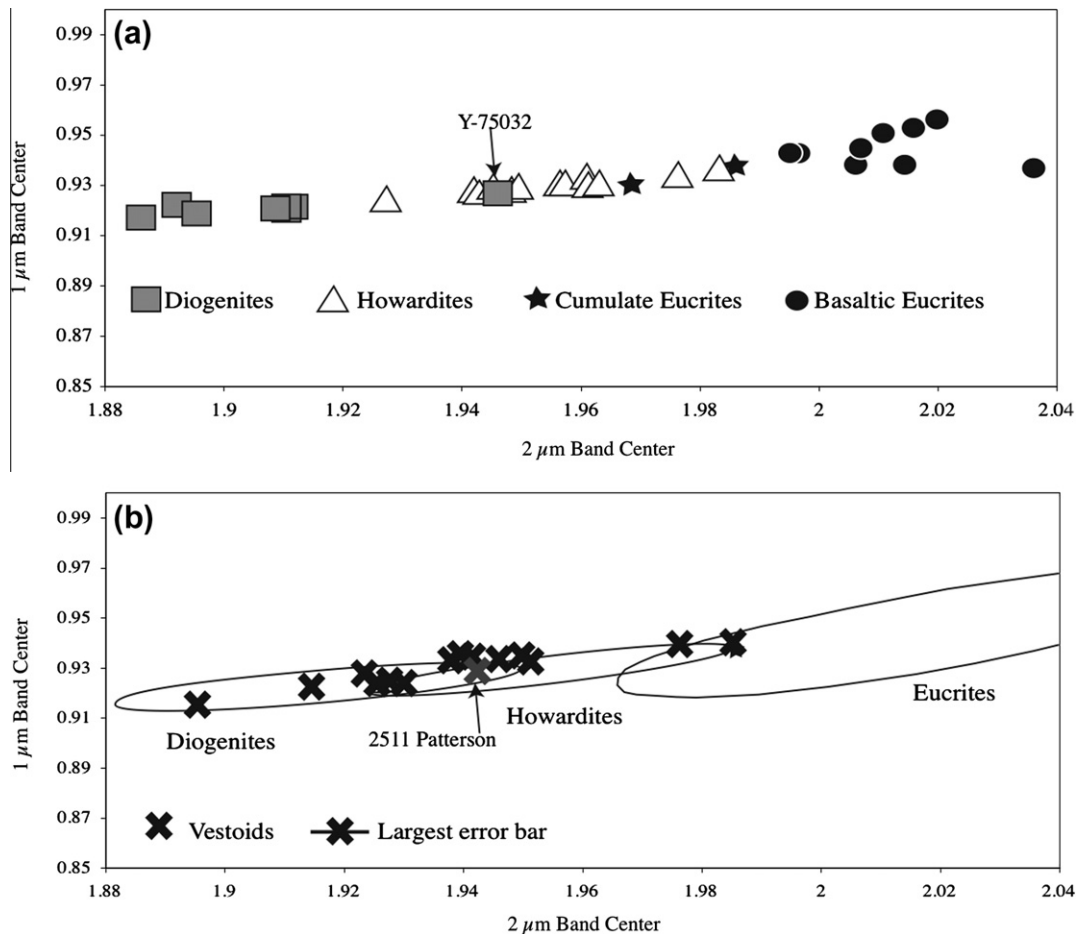 (a)
0.99
0.97
0.95
0.93
0.91
0.89
0.87
0.85
1 µm Band Center
Y-75032
Diogenites Howardites Cumulate Eucrites Basaltic Eucrites
1.88 1.9 1.92 1.94 1.96 1.98 2 2.02 2.04
2 µm Band Center
(b)
0.99
0.97
0.95
0.93
0.91
0.89
0.87
0.85
1 µm Band Center
Eucrites
Howardites
Diogenites
2511 Patterson
Vestoids Largest error bar
1.88 1.9 1.92 1.94 1.96 1.98 2 2.02 2.04
2 µm Band Center